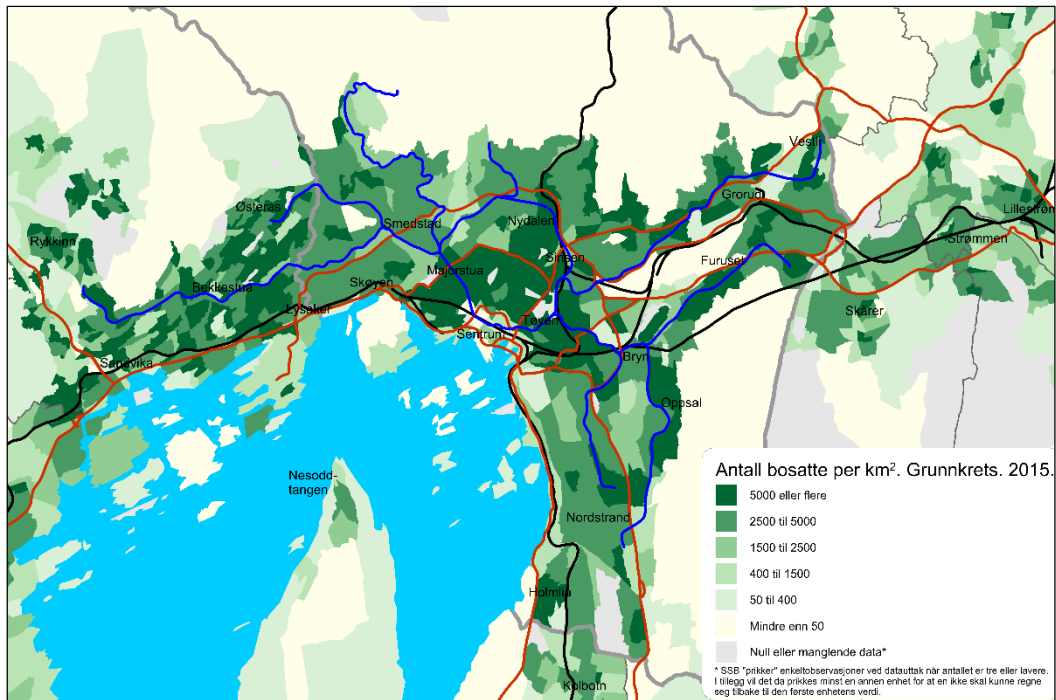 Vestli
Grorud
Østerås
Smedstad
Nydalen
Lillestrøm
Rykkinn
Strømmen
Majorstua
Sinsen
Furuset
Bekkestua
Skøyen
Lysaker
Skårer
Tøyen
Sentrum
Bryn
Sandvika
Oppsal
Nesodd-
tangen
Nordstrand
Holmlia
Kolbotn
Antall bosatte per km². Grunnkrets. 2015.
5000 eller flere
2500 til 5000
1500 til 2500
400 til 1500
50 til 400
Mindre enn 50
Null eller manglende data*
* SSB "prikker" enkeltobservasjoner ved datauttak når antallet er tre eller lavere.
I tillegg vil det da prikkes minst en annen enhet for at en ikke skal kunne regne
seg tilbake til den første enhetens verdi.